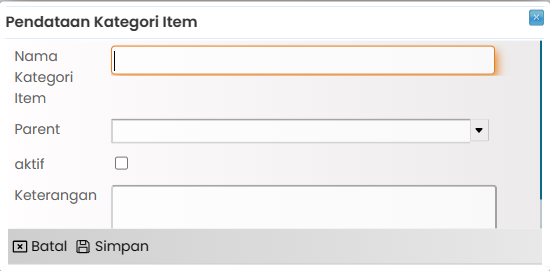 Pendataan Kategori Item
Nama
Kategori
Item
Parent
aktif
Keterangan
Batal Simpan